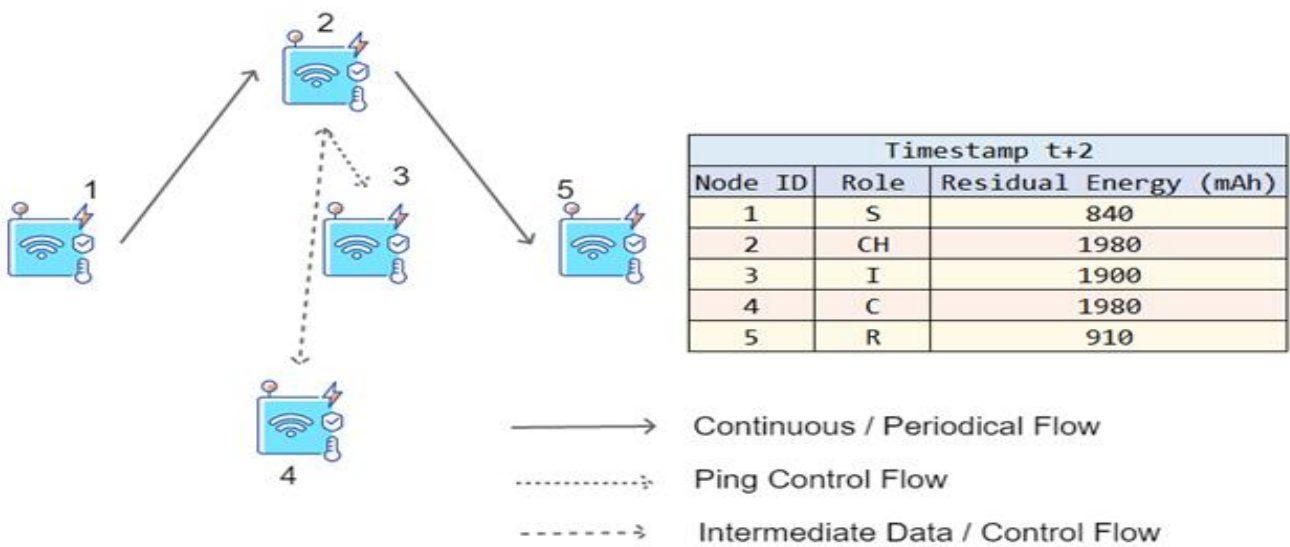 2
1
3
5
4
Timestamp t+2
Node ID Role Residual Energy (mAh)
1 S 840
2 CH 1980
3 I 1900
4 C 1980
5 R 910
Continuous / Periodical Flow
Ping Control Flow
Intermediate Data / Control Flow